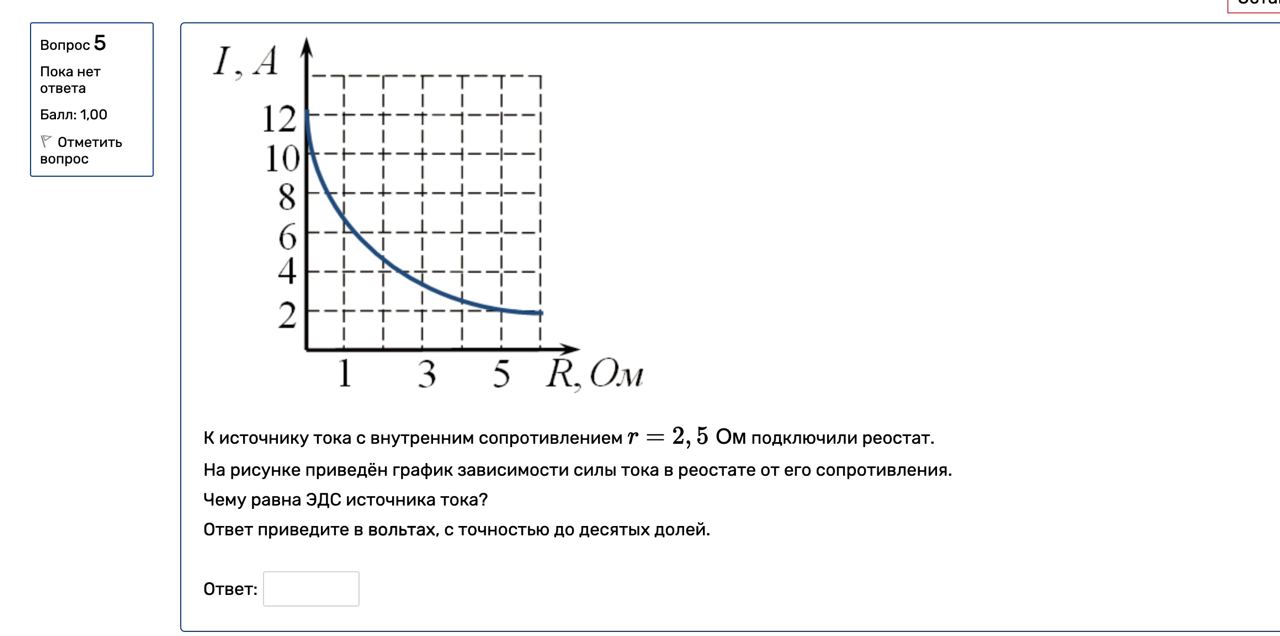 Вопрос 5
Пока нет
ответа
Балл: 1,00
Отметить
вопрос
I, A
12
10
8
6
4
2
1 3 5 R, Ом
К источнику тока с внутренним сопротивлением r = 2, 5 Ом подключили реостат.
На рисунке приведён график зависимости силы тока в реостате от его сопротивления.
Чему равна ЭДС источника тока?
Ответ приведите в вольтах, с точностью до десятых долей.
Ответ: